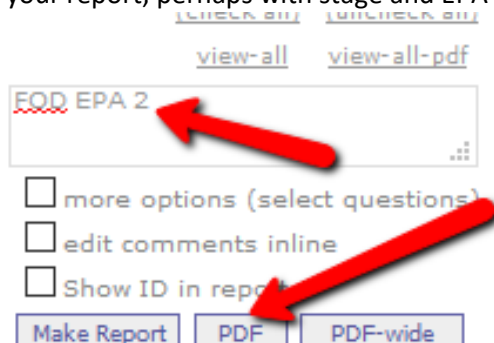 your report, perhaps with stage and EPA
(check all) (uncheck all)
view-all view-all-pdf
FOD EPA 2
more options (select questions)
edit comments inline
Show ID in report
Make Report PDF PDF-wide